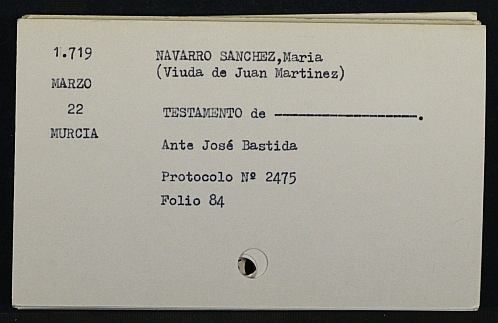 1.719
MARZO
22
MURCIA
NAVARRO SANCHEZ,Maria
(Viuda de Juan Martinez)
TESTAMENTO de ------------------.
Ante José Bastida
Protocolo Nº 2475
Folio 84